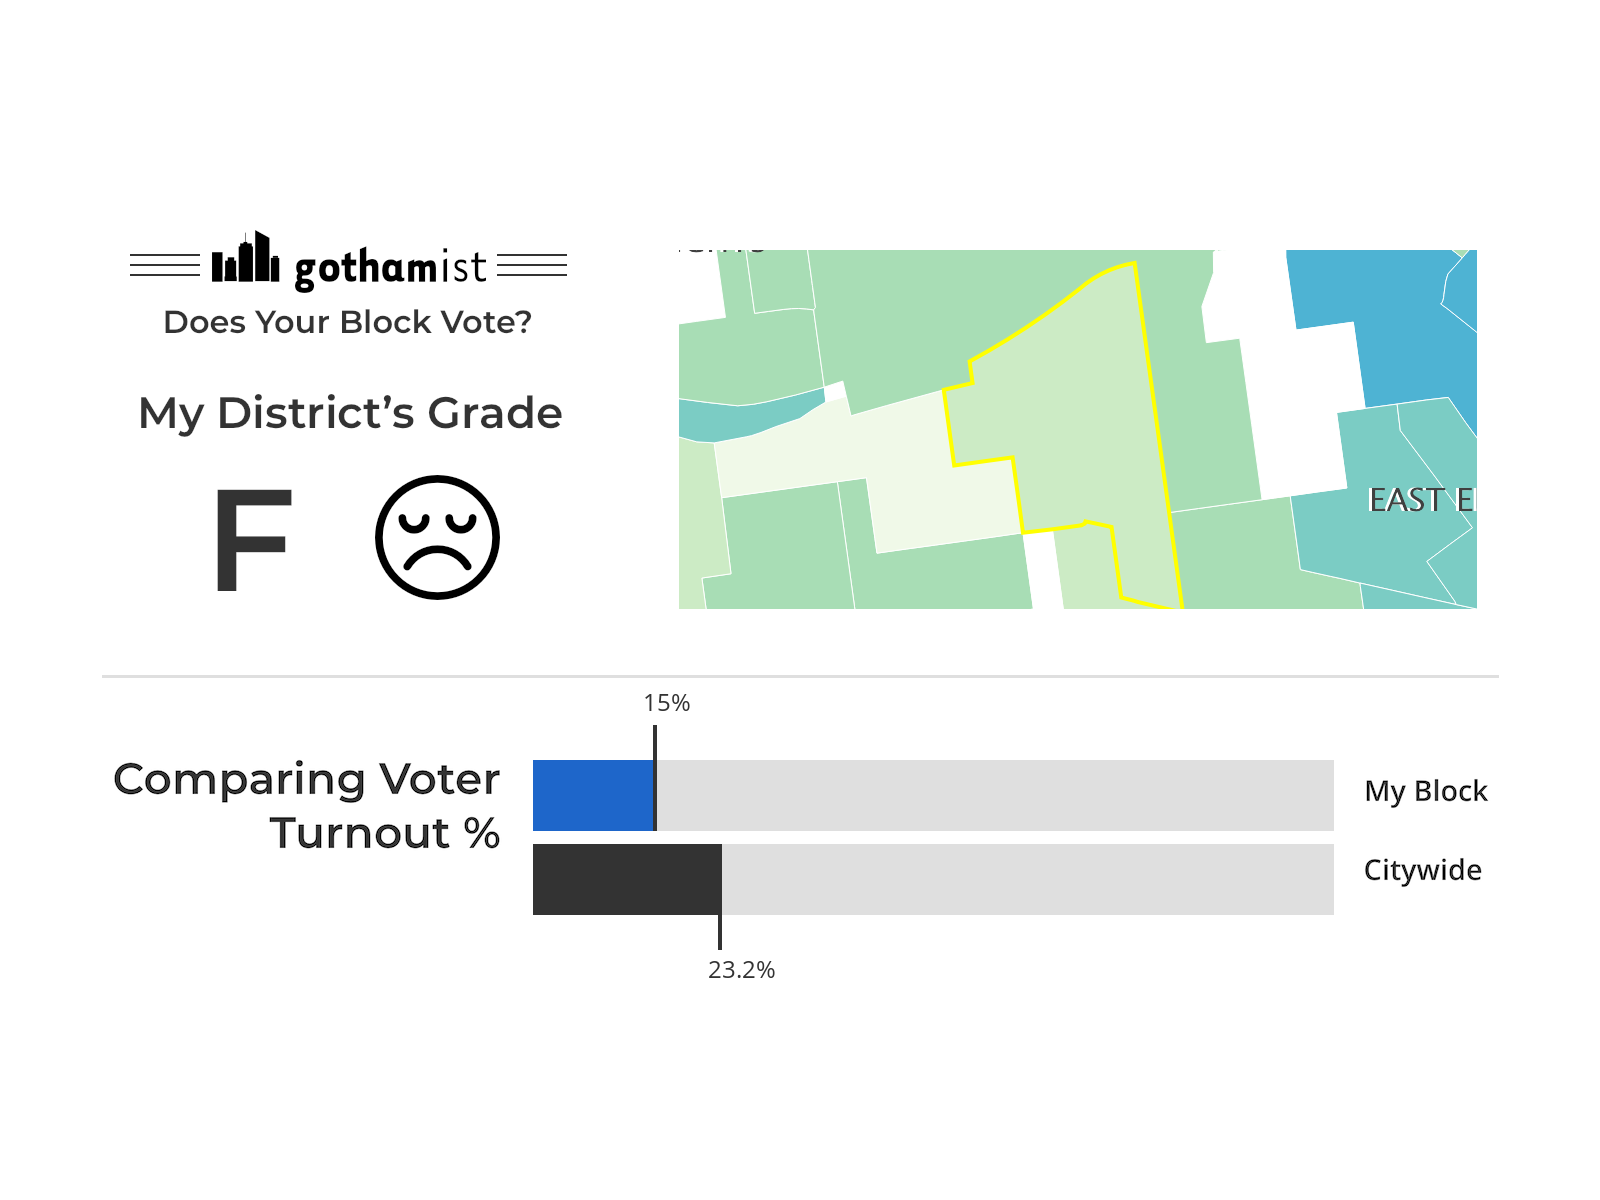 gothamist
Does Your Block Vote?
My District’s Grade
F
EAST
15%
Comparing Voter
Turnout %
My Block
Citywide
23.2%